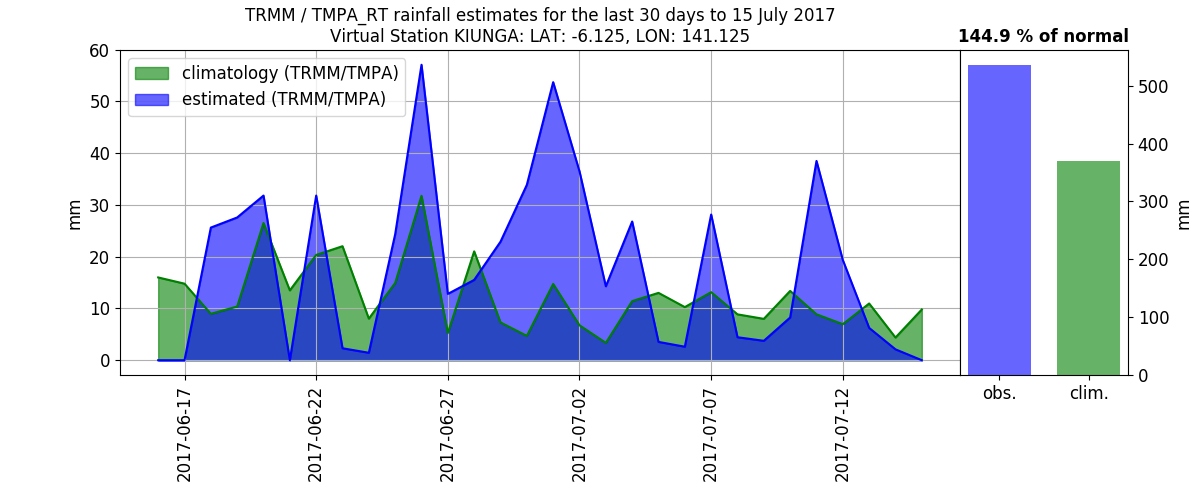 TRMM / TMPA_RT rainfall estimates for the last 30 days to 15 July 2017
Virtual Station KIUNGA: LAT: -6.125, LON: 141.125
144.9 % of normal
climatology (TRMM/TMPA)
estimated (TRMM/TMPA)
60
50
40
30
20
10
0
mm
2017-06-17
2017-06-22
2017-06-27
2017-07-02
2017-07-07
2017-07-12
500
400
300
200
100
0
mm
obs.
clim.